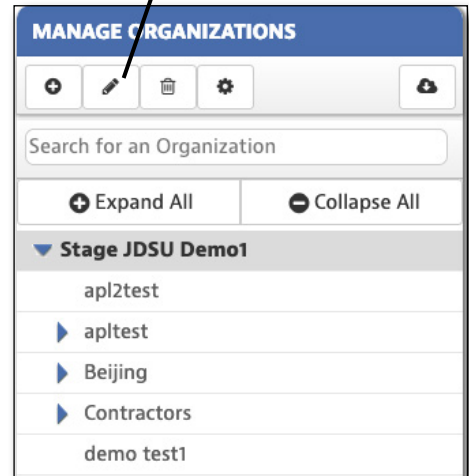 MANAGE ORGANIZATIONS
Search for an Organization
Expand All Collapse All
Stage JDSU Demo1
apl2test
apltest
Beijing
Contractors
demo test1